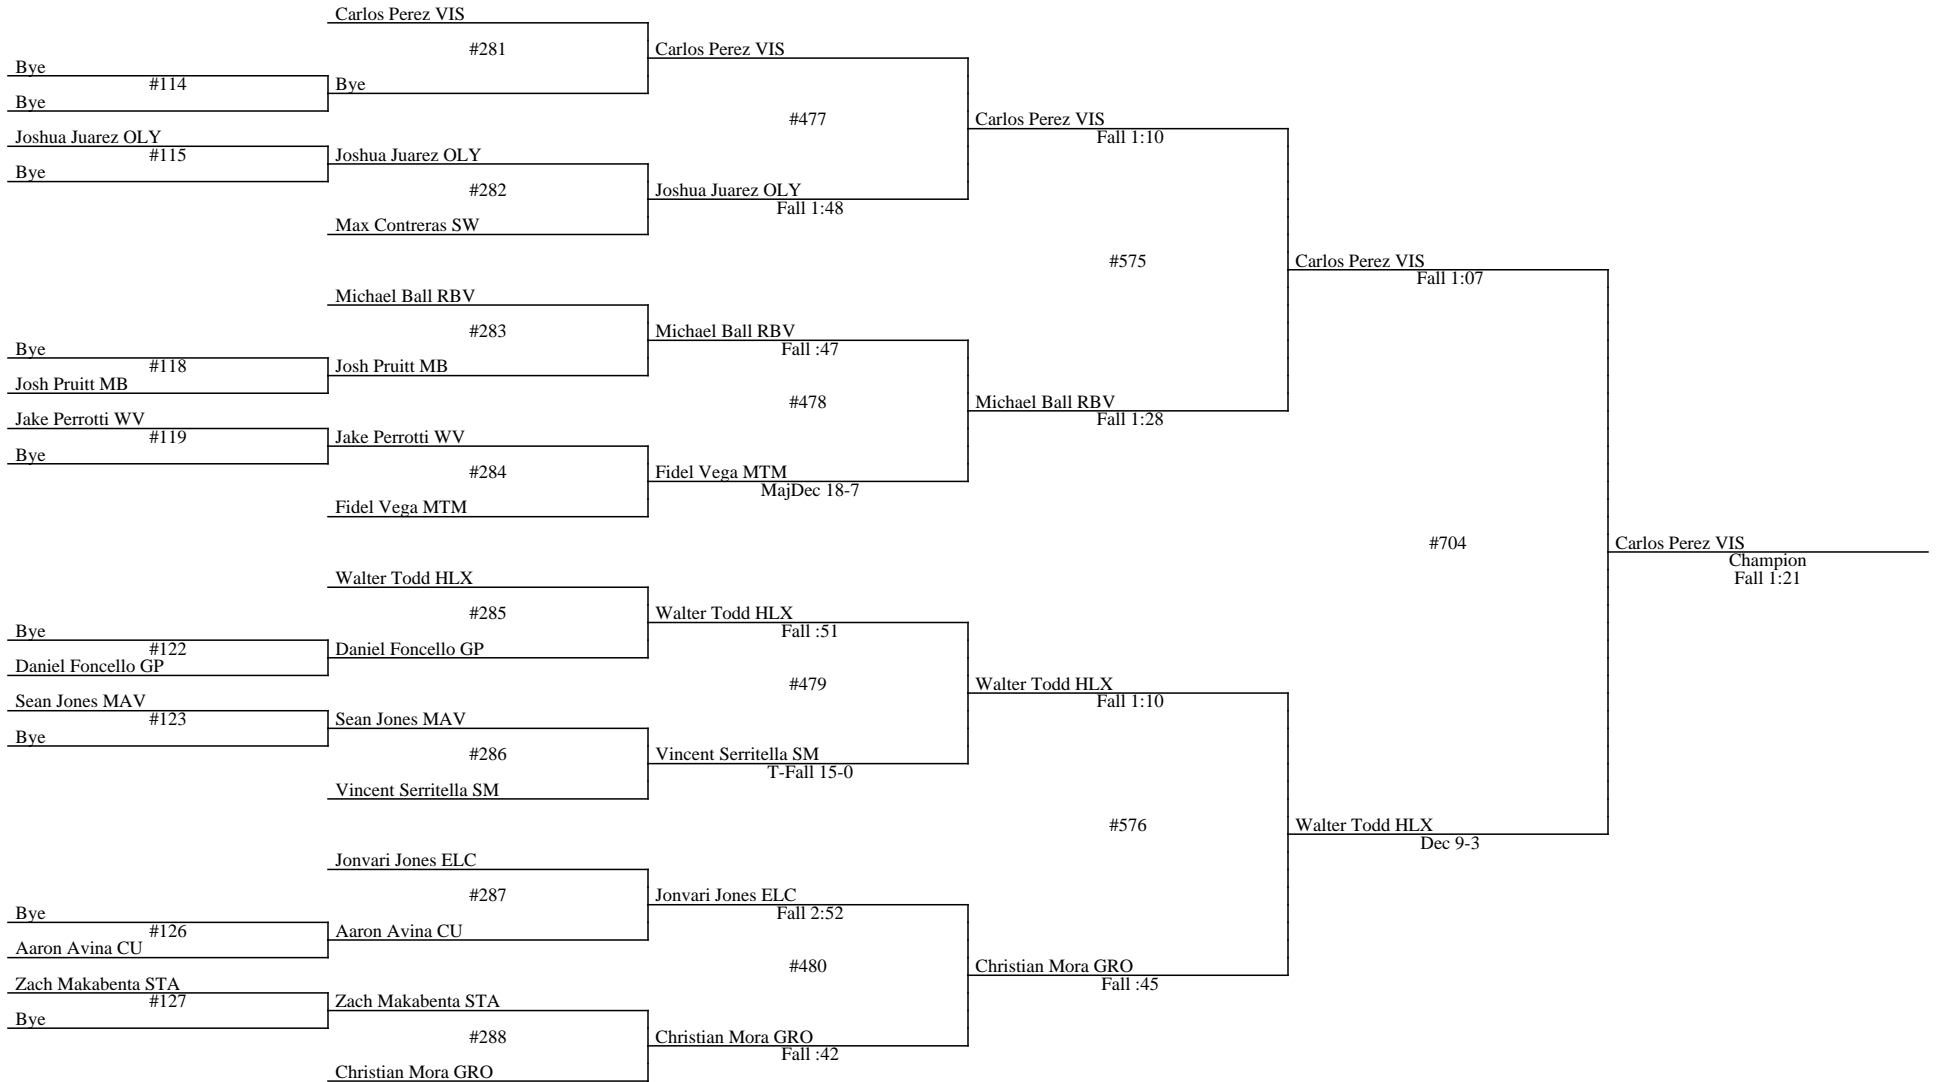 Carlos Perez VIS
#281
Carlos Perez VIS
Bye
#114
Bye
Bye
#477
Carlos Perez VIS
Fall 1:10
Joshua Juarez OLY
#115
Joshua Juarez OLY
Bye
#282
Joshua Juarez OLY
Fall 1:48
Max Contreras SW
#575
Carlos Perez VIS
Fall 1:07
Michael Ball RBV
#283
Michael Ball RBV
Fall :47
Bye
#118
Josh Pruitt MB
Josh Pruitt MB
#478
Michael Ball RBV
Fall 1:28
Jake Perrotti WV
#119
Jake Perrotti WV
Bye
#284
Fidel Vega MTM
MajDec 18-7
Fidel Vega MTM
#704
Carlos Perez VIS
Champion
Fall 1:21
Walter Todd HLX
#285
Walter Todd HLX
Fall :51
Bye
#122
Daniel Foncello GP
Daniel Foncello GP
#479
Walter Todd HLX
Fall 1:10
Sean Jones MAV
#123
Sean Jones MAV
Bye
#286
Vincent Serritella SM
T-Fall 15-0
Vincent Serritella SM
#576
Walter Todd HLX
Dec 9-3
Jonvari Jones ELC
#287
Jonvari Jones ELC
Fall 2:52
Bye
#126
Aaron Avina CU
Aaron Avina CU
#480
Christian Mora GRO
Fall :45
Zach Makabenta STA
#127
Zach Makabenta STA
Bye
#288
Christian Mora GRO
Fall :42
Christian Mora GRO